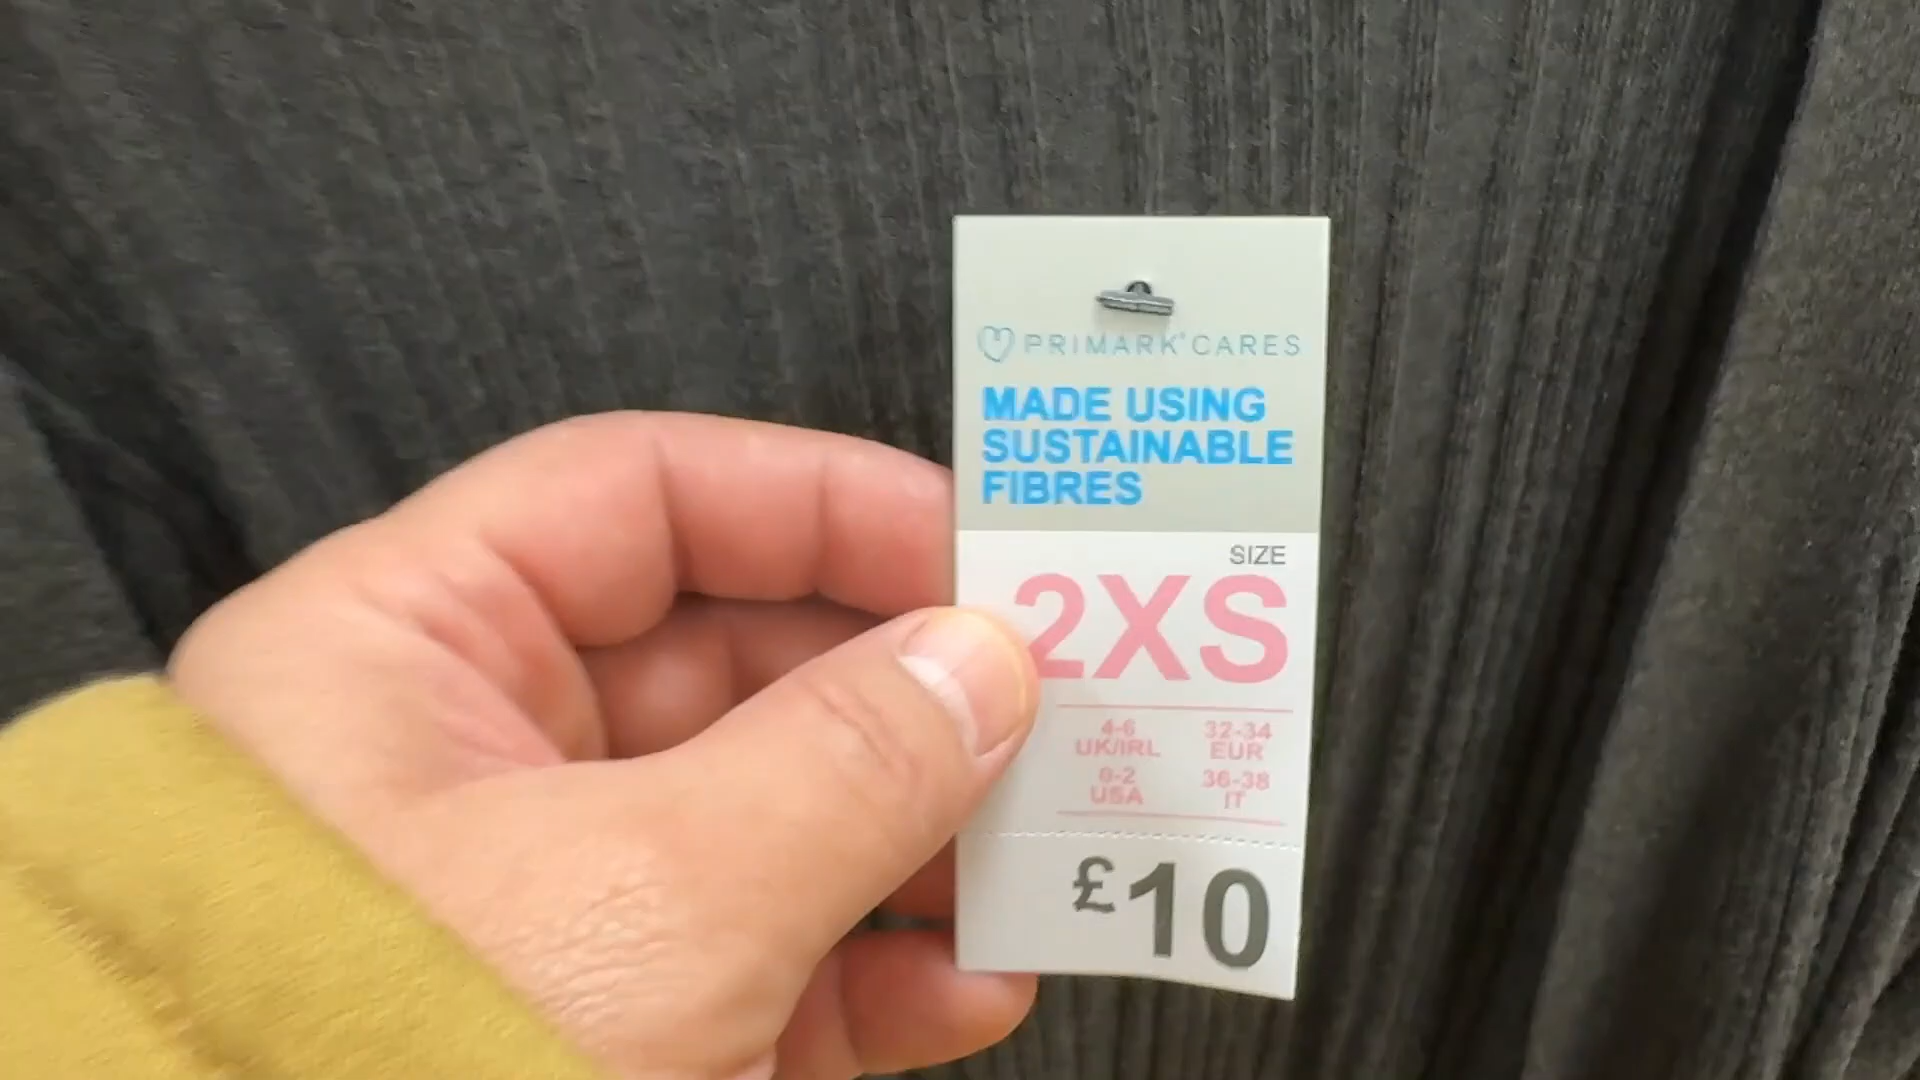 PRIMARK® CARES
MADE USING
SUSTAINABLE
FIBRES
SIZE
2XS
4-6 32-34
UK/IRL EUR
0-2 36-38
USA IT
£10